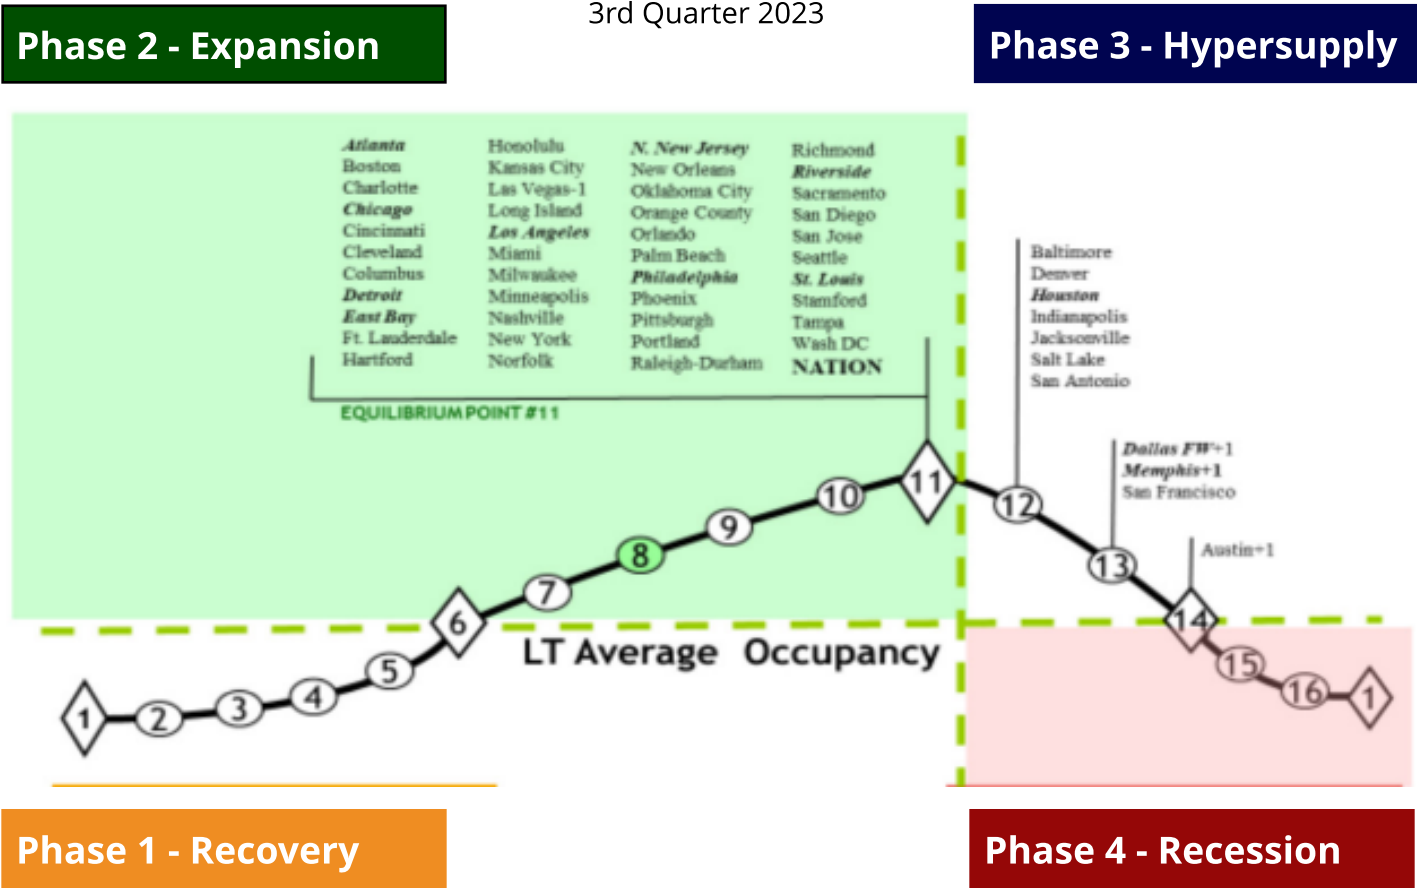 3rd Quarter 2023
Phase 2 - Expansion
Phase 3 - Hypersupply
Atlanta
Boston
Charlotte
Chicago
Cincinnati
Cleveland
Columbus
Detroit
East Bay
Ft. Lauderdale
Hartford
Honolulu
Kansas City
Las Vegas-1
Long Island
Los Angeles
Miami
Milwaukee
Minneapolis
Nashville
New York
Norfolk
N. New Jersey
New Orleans
Oklahoma City
Orange County
Orlando
Palm Beach
Philadelphia
Phoenix
Pittsburgh
Portland
Raleigh-Durham
Richmond
Riverside
Sacramento
San Diego
San Jose
Seattle
St. Louis
Stamford
Tampa
Wash DC
NATION
EQUILIBRIUM POINT #11
Baltimore
Denver
Houston
Indianapolis
Jacksonville
Salt Lake
San Antonio
Dallas FW+1
Memphis+1
San Francisco
Austin+1
1
2
3
4
5
6
7
8
9
10
11
12
13
14
15
16
1
LT Average Occupancy
Phase 1 - Recovery
Phase 4 - Recession